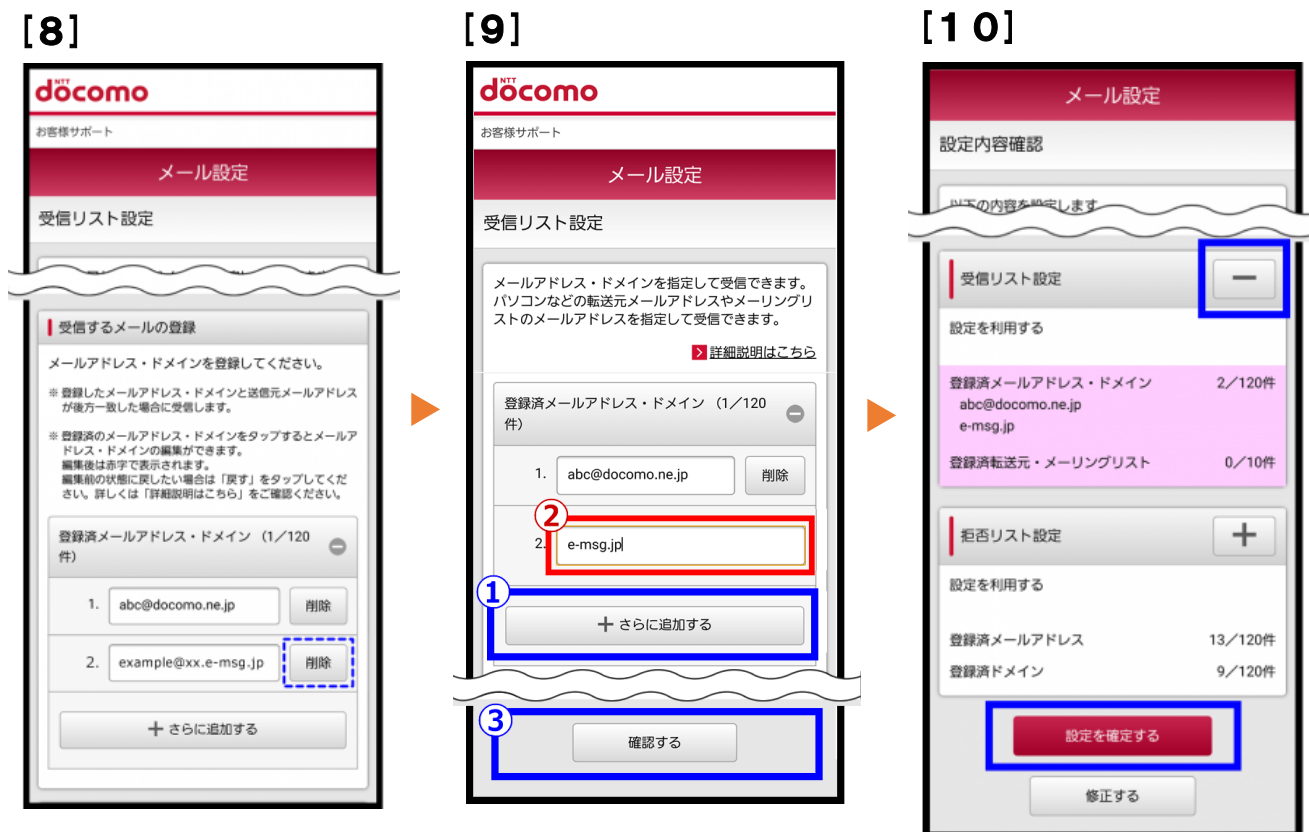 [8]
NTT
döcomo
お客様サポート
メール設定
受信リスト設定
受信するメールの登録
メールアドレス・ドメインを登録してください。
※ 登録したメールアドレス・ドメインと送信元メールアドレス
が後方一致した場合に受信します。
※ 登録済のメールアドレス・ドメインをタップするとメールア
ドレス・ドメインの編集ができます。
編集後は赤字で表示されます。
編集前の状態に戻したい場合は「戻す」をタップしてくだ
さい。詳しくは「詳細説明はこちら」をご確認ください。
登録済メールアドレス・ドメイン （1／120
件）
1. abc@docomo.ne.jp 削除
2. example@xx.e-msg.jp 削除
＋ さらに追加する
[9]
NTT
döcomo
お客様サポート
メール設定
受信リスト設定
メールアドレス・ドメインを指定して受信できます。
パソコンなどの転送元メールアドレスやメーリングリ
ストのメールアドレスを指定して受信できます。
詳細説明はこちら
登録済メールアドレス・ドメイン （1／120
件）
1. abc@docomo.ne.jp 削除
②
2. e-msg.jp
①
＋ さらに追加する
③
確認する
[10]
メール設定
設定内容確認
以下の内容を設定します
受信リスト設定
設定を利用する
登録済メールアドレス・ドメイン 2／120件
abc@docomo.ne.jp
e-msg.jp
登録済転送元・メーリングリスト 0／10件
拒否リスト設定
設定を利用する
登録済メールアドレス 13／120件
登録済ドメイン 9／120件
設定を確定する
修正する